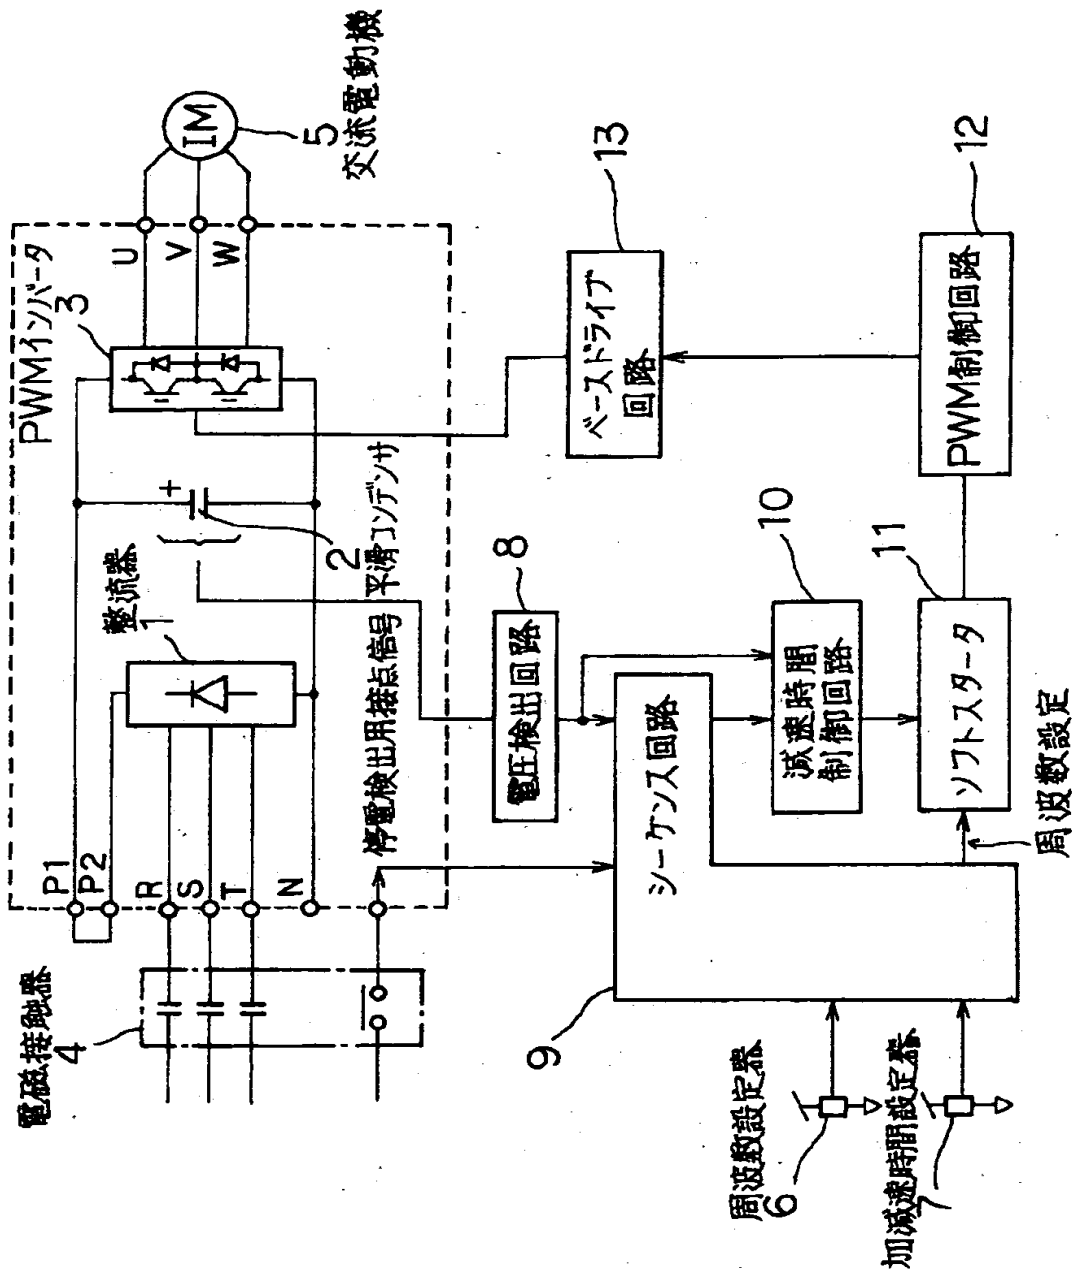 電磁接触器
4
PWMインバータ
3
整流器
1
2
平滑コンデンサ
+
P1
P2
R
S
T
N
U
V
W
IM
5
交流電動機
停電検出用接点信号
8
電圧検出回路
13
ベースドライブ
回路
9
シーケンス回路
10
減速時間
制御回路
11
ソフトスタータ
12
PWM制御回路
周波数設定
周波数設定器
6
加減速時間設定器
7